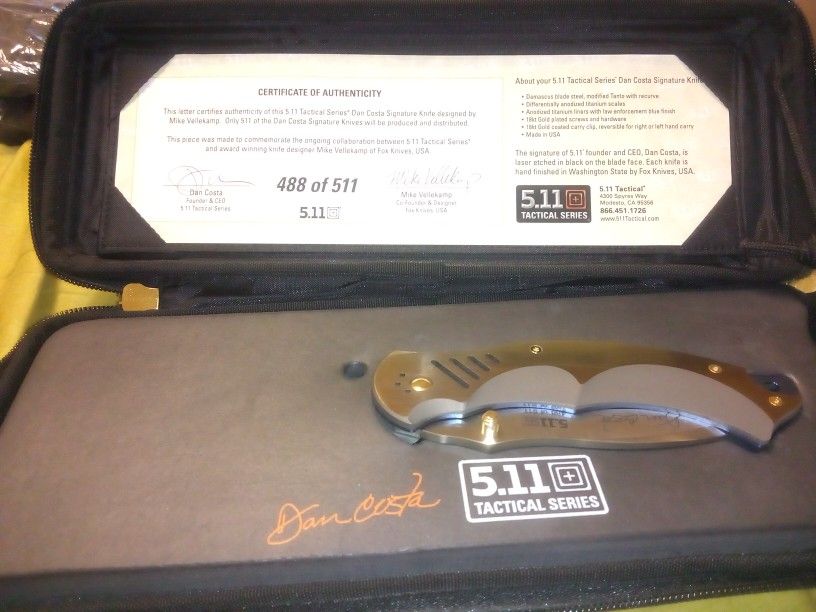 CERTIFICATE OF AUTHENTICITY
This letter certifies authenticity of this 5.11 Tactical Series® Dan Costa Signature Knife designed by
Mike Vellekamp. Only 511 of the Dan Costa Signature Knives will be produced and distributed.
This piece was made to commemorate the ongoing collaboration between 5.11 Tactical Series®
and award winning knife designer Mike Vellekamp of Fox Knives, USA.
Dan Costa
Founder & CEO
5.11 Tactical Series
488 of 511
5.11
Mike Vellekamp
Co-Founder & Designer
Fox Knives, USA
About your 5.11 Tactical Series® Dan Costa Signature Knife
• Damascus blade steel, modified Tanto with recurve
• Differentially anodized titanium scales
• Anodized titanium liners with law enforcement blue finish
• 18kt Gold plated screws and hardware
• 18kt Gold coated carry clip, reversible for right or left hand carry
• Made in USA
The signature of 5.11® founder and CEO, Dan Costa, is
laser etched in black on the blade face. Each knife is
hand finished in Washington State by Fox Knives, USA.
5.11
TACTICAL SERIES
5.11 Tactical®
4300 Spyres Way
Modesto, CA 95356
866.451.1726
www.511Tactical.com
5.11
Dan Costa
5.11
TACTICAL SERIES